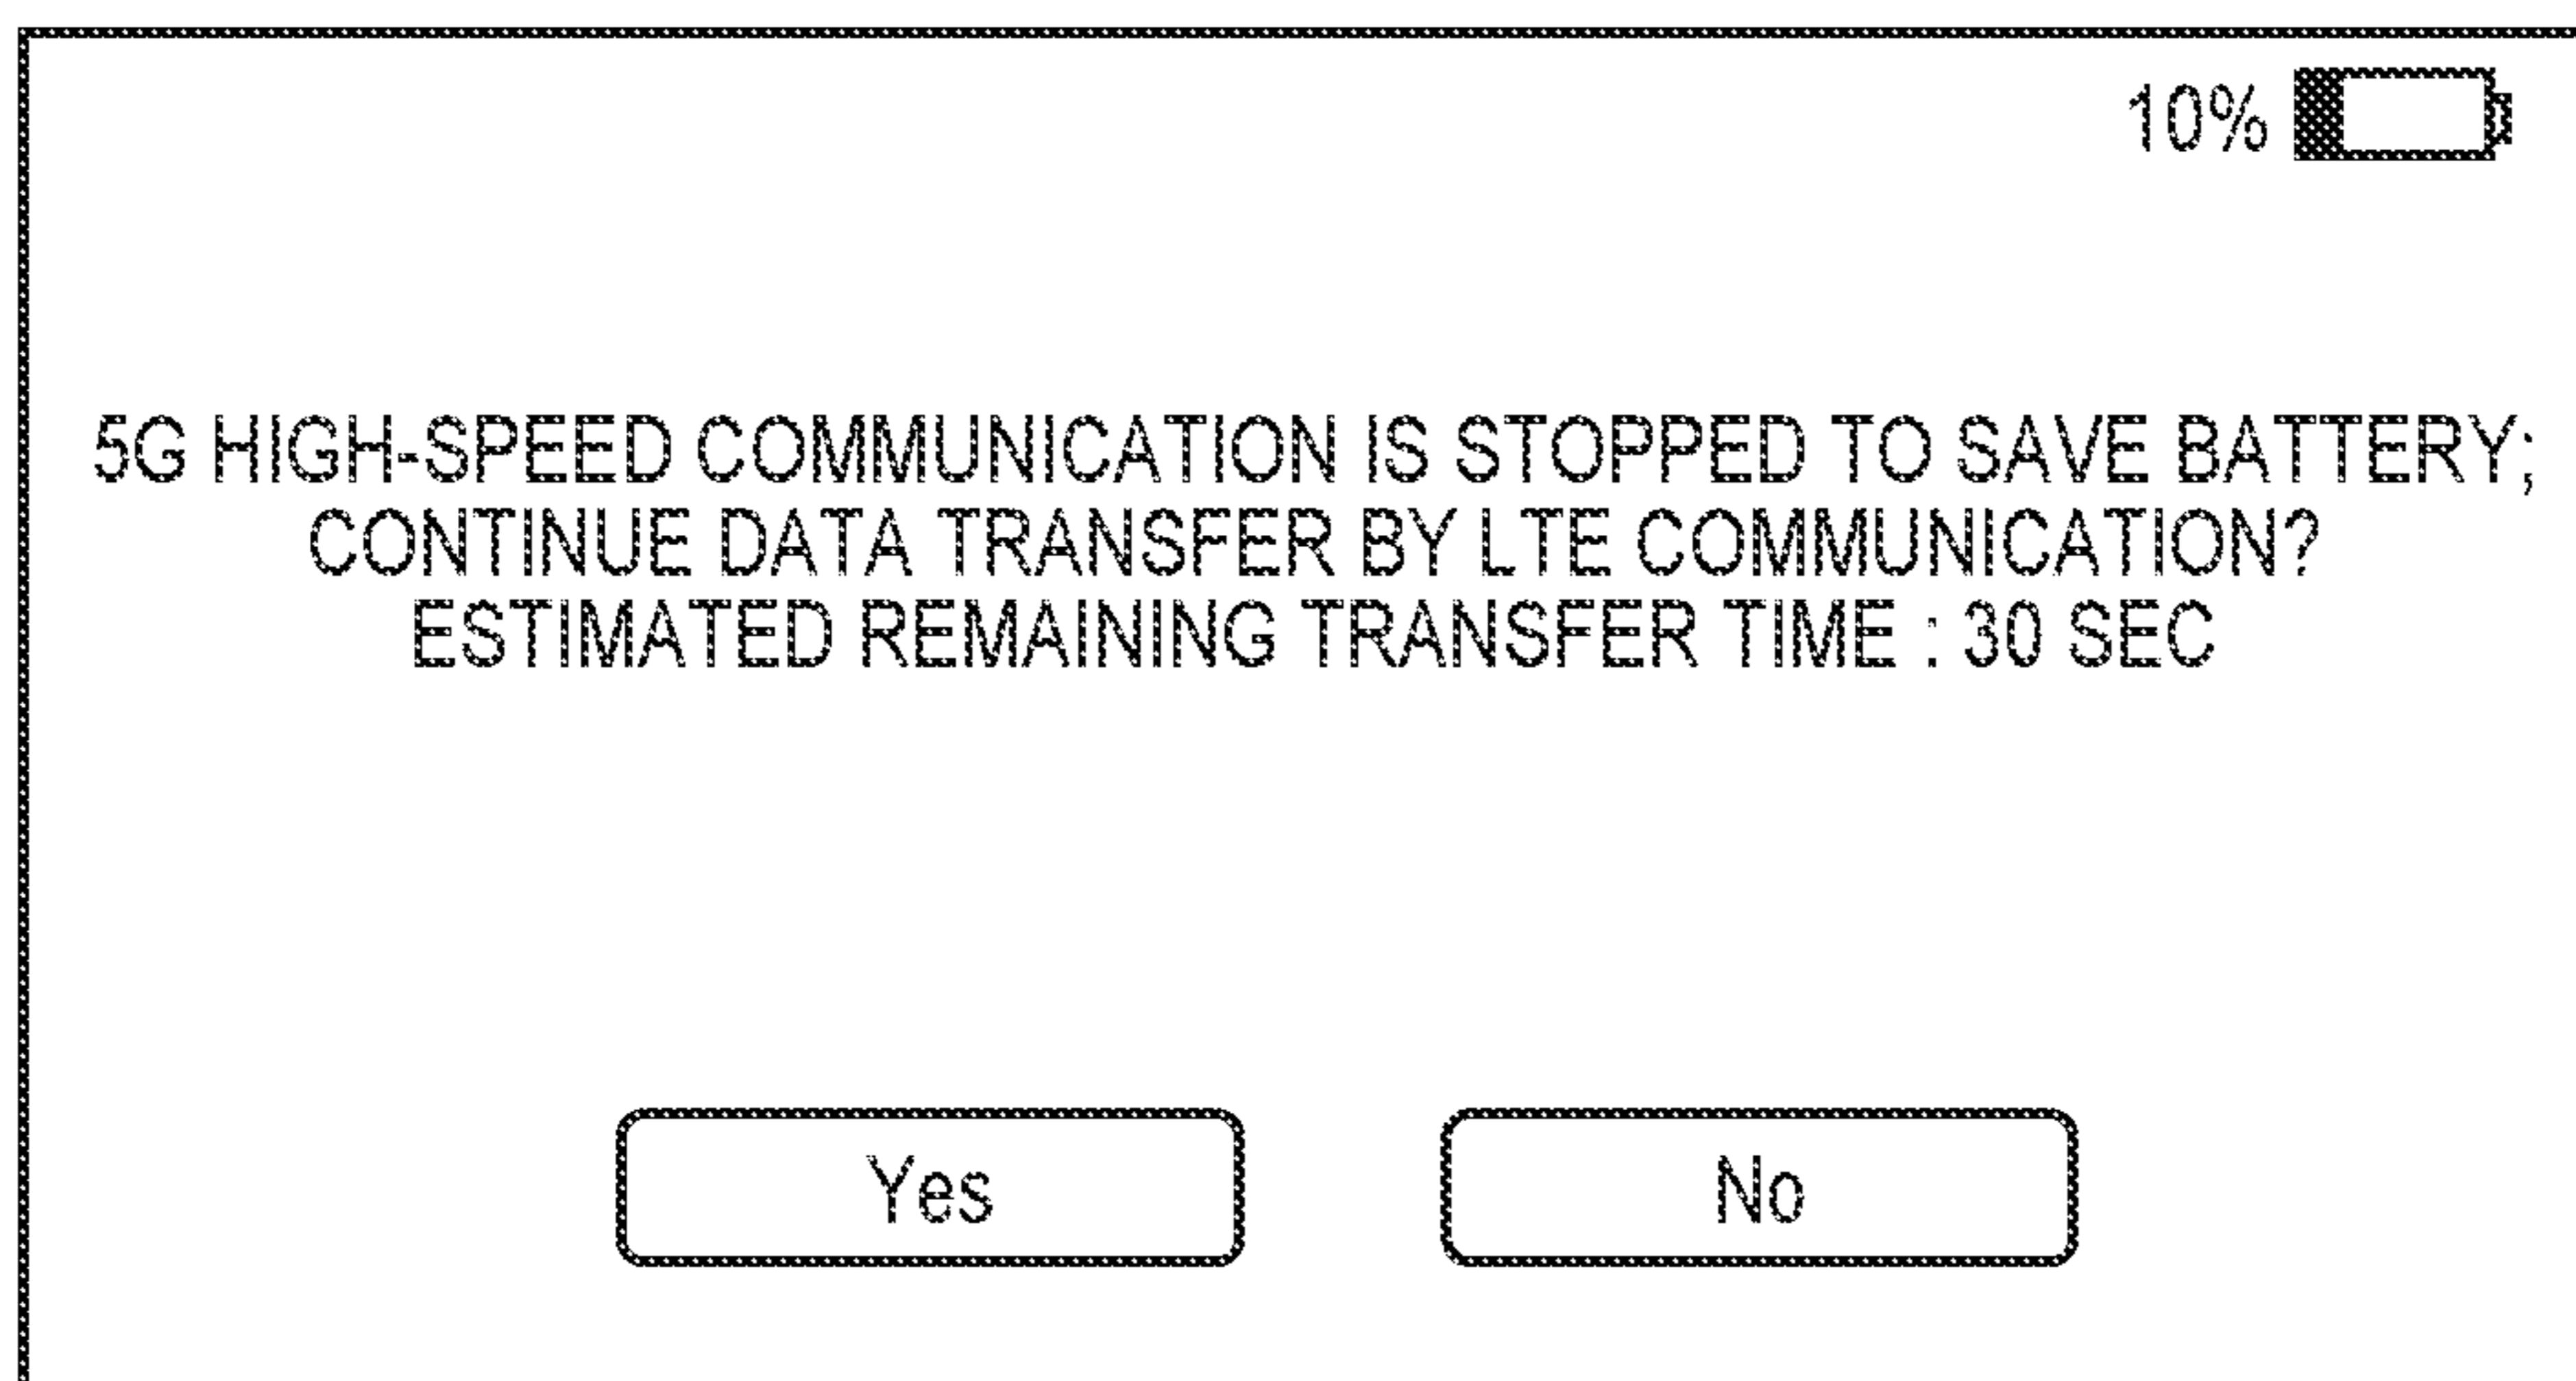 10%
5G HIGH-SPEED COMMUNICATION IS STOPPED TO SAVE BATTERY;
CONTINUE DATA TRANSFER BY LTE COMMUNICATION?
ESTIMATED REMAINING TRANSFER TIME : 30 SEC
Yes
No